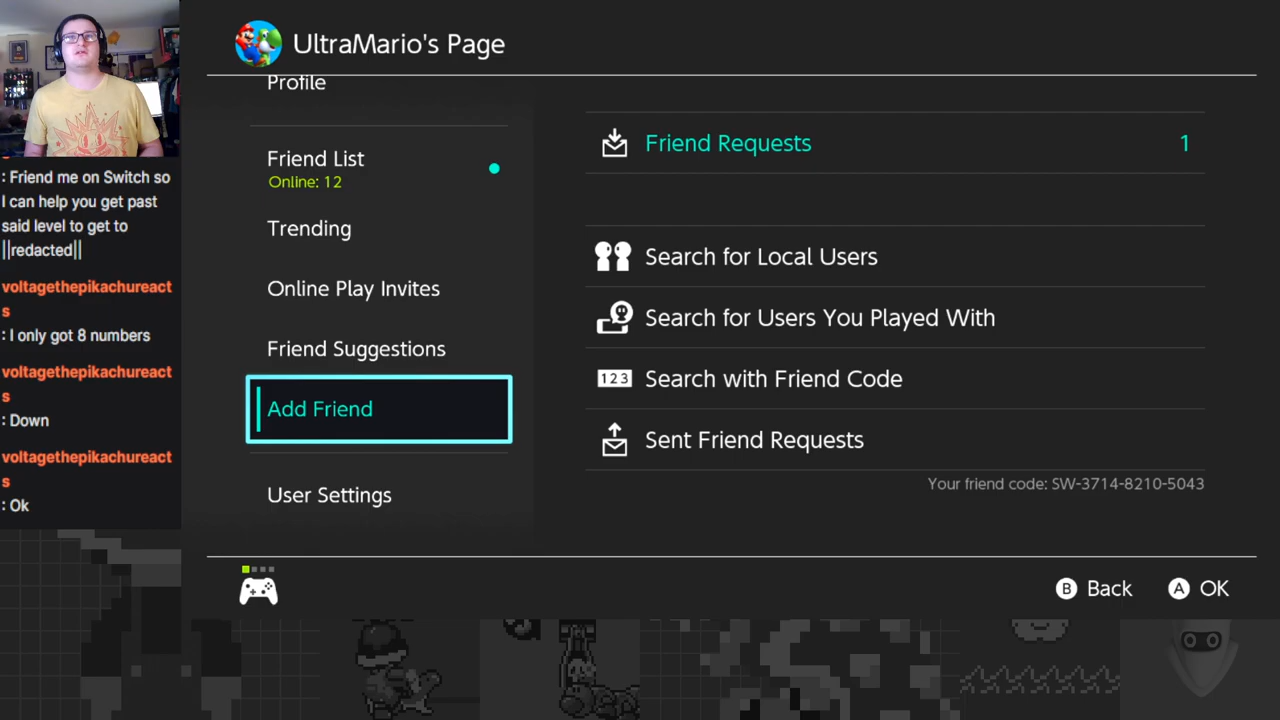 UltraMario's Page
Profile
Friend List
Online: 12
Trending
Online Play Invites
Friend Suggestions
Add Friend
User Settings
Friend Requests 1
Search for Local Users
Search for Users You Played With
123 Search with Friend Code
Sent Friend Requests
Your friend code: SW-3714-8210-5043
B Back A OK
: Friend me on Switch so
I can help you get past
said level to get to
||redacted||
voltagethepikachureact
s
: I only got 8 numbers
voltagethepikachureact
s
: Down
voltagethepikachureact
s
: Ok